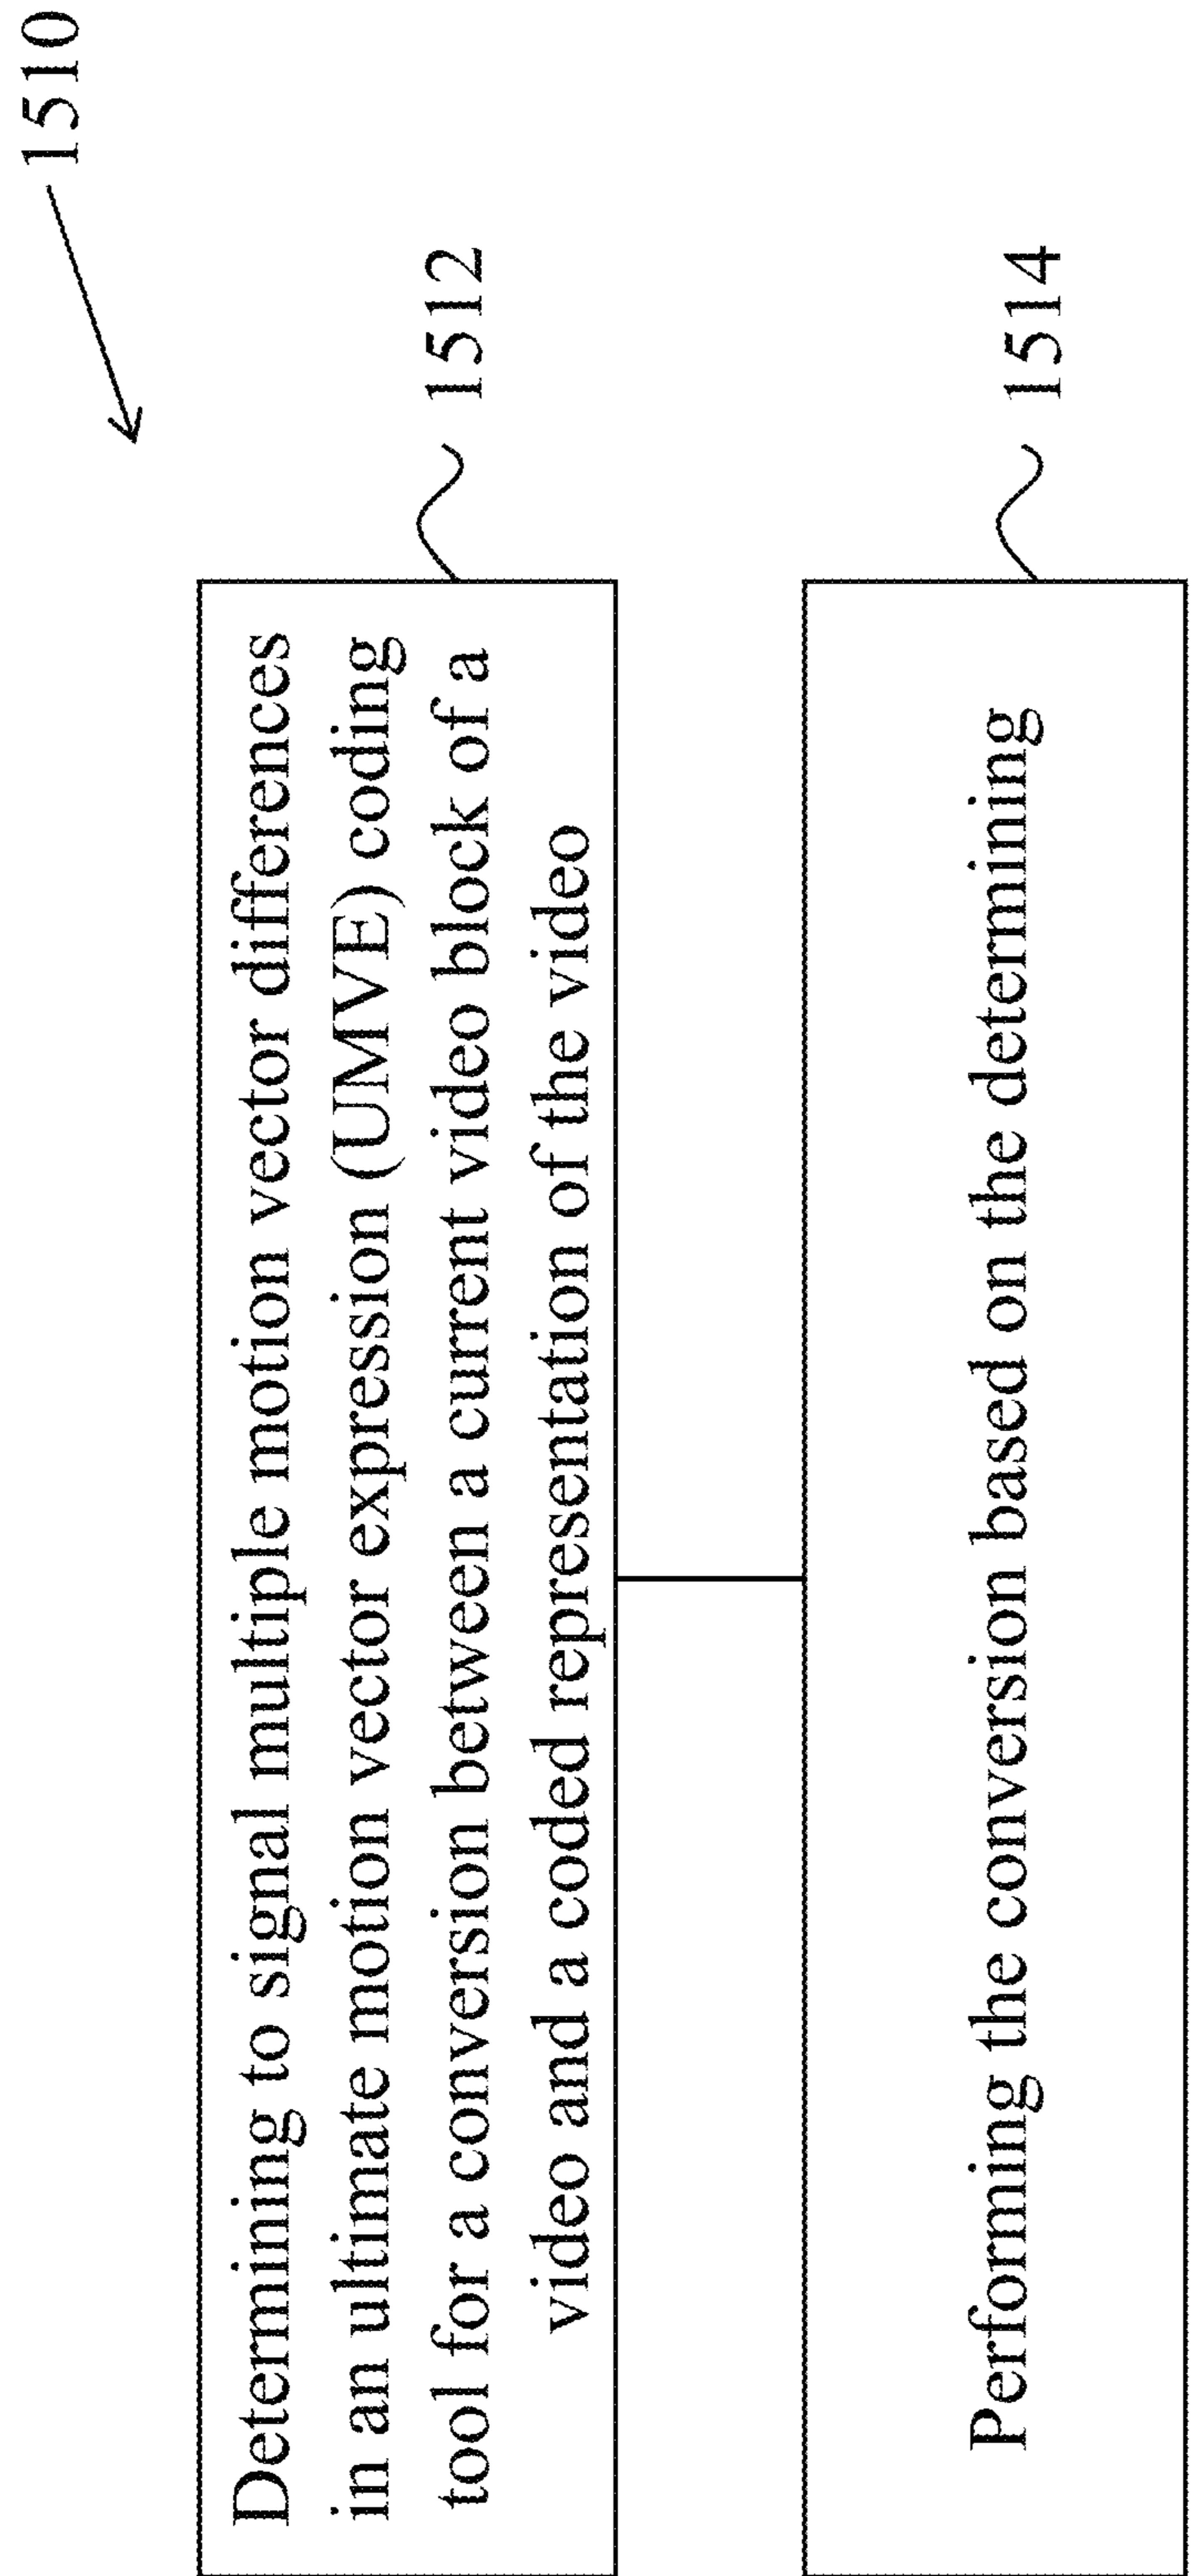 1510
Determining to signal multiple motion vector differences
in an ultimate motion vector expression (UMVE) coding
tool for a conversion between a current video block of a
video and a coded representation of the video
1512
Performing the conversion based on the determining
1514